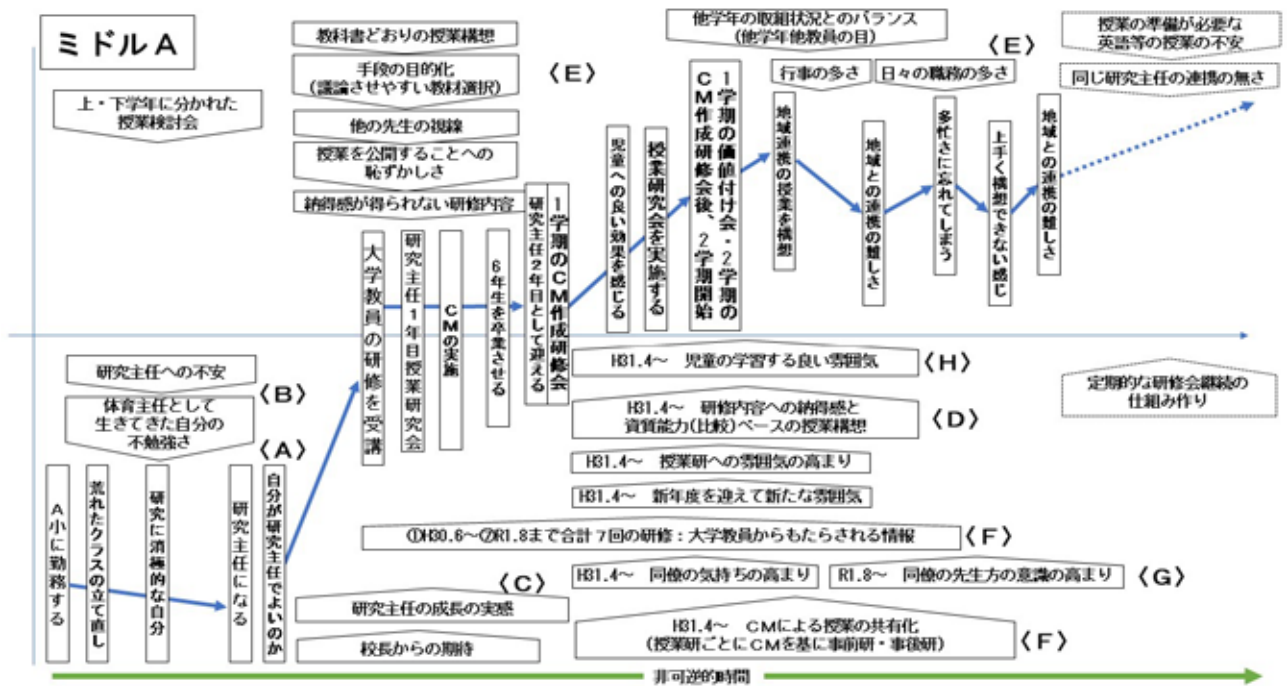 ミドルA
上・下学年に分かれた
授業検討会
教科書どおりの授業構想
手段の目的化
(議論させやすい教材選択)
他の先生の視線
授業を公開することへの
恥ずかしさ
納得感が得られない研修内容
〈E〉
他学年の取組状況とのバランス
(他学年他教員の目)
〈E〉
行事の多さ
日々の職務の多さ
授業の準備が必要な
英語等の授業の不安
同じ研究主任の連携の無さ
大学教員の研修を受講
研究主任1年目授業研究会
CMの実施
6年生を卒業させる
1学期のCM作成研修会
研究主任2年目として迎える
児童への良い効果を感じる
授業研究会を実施する
1学期の価値付け会・2学期の
CM作成研修会後、2学期開始
地域連携の授業を構想
地域との連携の難しさ
多忙さに忘れてしまう
上手く構想できない感じ
地域との連携の難しさ
研究主任への不安
〈B〉
体育主任として
生きてきた自分の
不勉強さ
〈A〉
A小に勤務する
荒れたクラスの立て直し
研究に消極的な自分
研究主任になる
自分が研究主任でよいのか
H31.4～ 児童の学習する良い雰囲気
〈H〉
H31.4～ 研修内容への納得感と
資質能力(比較)ベースの授業構想
〈D〉
H31.4～ 授業研への雰囲気の高まり
H31.4～ 新年度を迎えて新たな雰囲気
定期的な研修会継続の
仕組み作り
①H30.6～⑦R1.8まで合計7回の研修：大学教員からもたらされる情報
〈F〉
〈C〉
H31.4～ 同僚の気持ちの高まり
R1.8～ 同僚の先生方の意識の高まり
〈G〉
研究主任の成長の実感
校長からの期待
H31.4～ CMによる授業の共有化
(授業研ごとにCMを基に事前研・事後研)
〈F〉
非可逆的時間